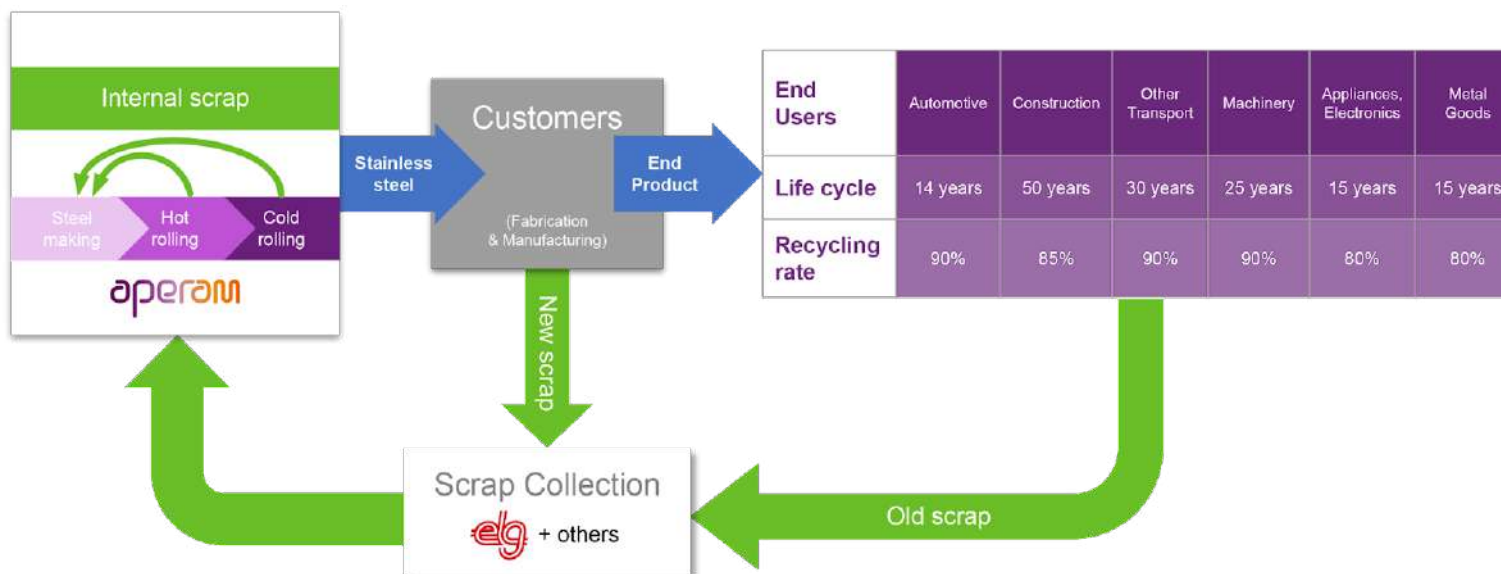 Internal scrap
Steel making
Hot rolling
Cold rolling
aperam
Stainless steel
Customers
(Fabrication
& Manufacturing)
End Product
New scrap
End Users
Automotive
Construction
Other Transport
Machinery
Appliances, Electronics
Metal Goods
Life cycle
14 years
50 years
30 years
25 years
15 years
15 years
Recycling rate
90%
85%
90%
90%
80%
80%
Scrap Collection
elg + others
Old scrap